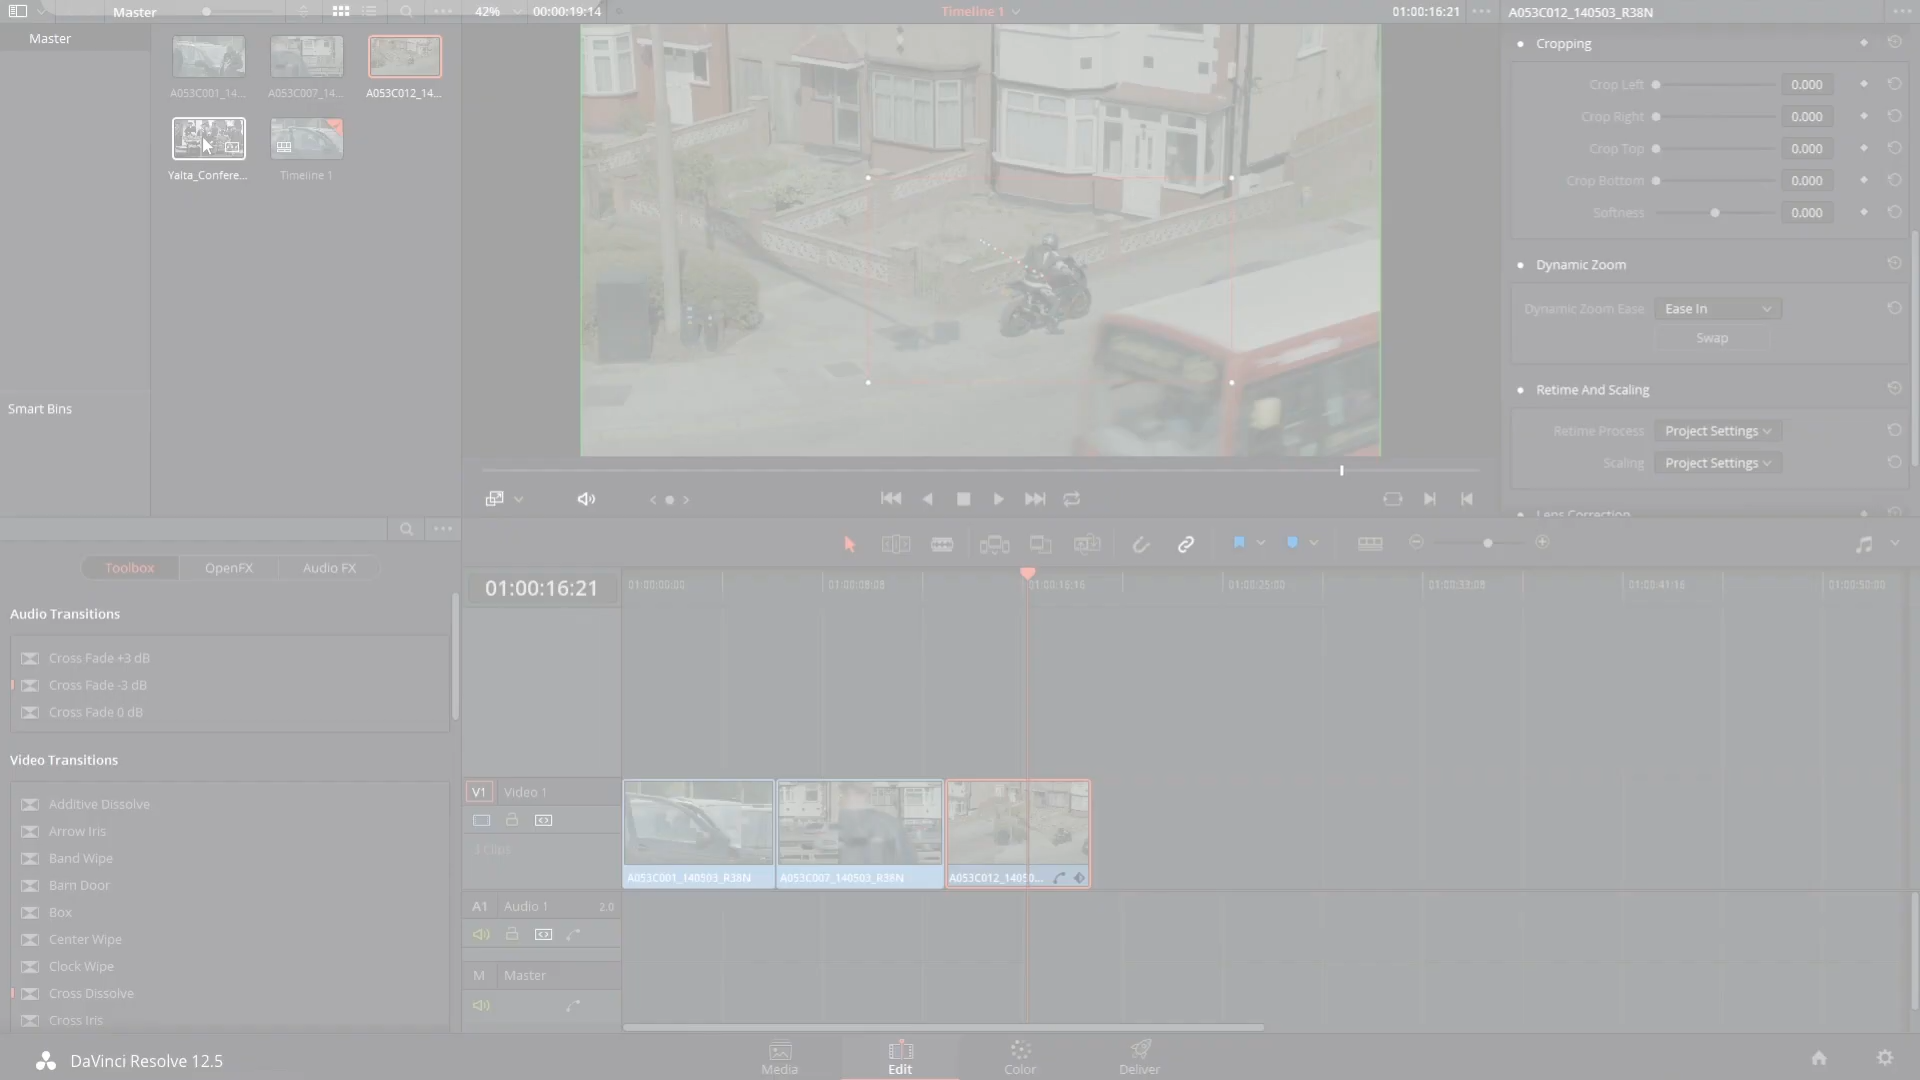 Master
42%
00:00:19:14
Timeline 1
01:00:16:21
A053C012_140503_R38N
Master
A053C001_14...
A053C007_14...
A053C012_14...
Yalta_Confere...
Timeline 1
Smart Bins
Cropping
Crop Left
0.000
Crop Right
0.000
Crop Top
0.000
Crop Bottom
0.000
Softness
0.000
Dynamic Zoom
Dynamic Zoom Ease
Ease In
Swap
Retime And Scaling
Retime Process
Project Settings
Scaling
Project Settings
Lens Correction
Toolbox
OpenFX
Audio FX
Audio Transitions
Cross Fade +3 dB
Cross Fade -3 dB
Cross Fade 0 dB
Video Transitions
Additive Dissolve
Arrow Iris
Band Wipe
Barn Door
Box
Center Wipe
Clock Wipe
Cross Dissolve
Cross Iris
01:00:16:21
01:00:00:00
01:00:08:08
01:00:16:16
01:00:25:00
01:00:33:08
01:00:41:16
01:00:50:00
V1
Video 1
3 Clips
A053C001_140503_R38N
A053C007_140503_R38N
A053C012_14050...
A1
Audio 1
2.0
M
Master
DaVinci Resolve 12.5
Media
Edit
Color
Deliver